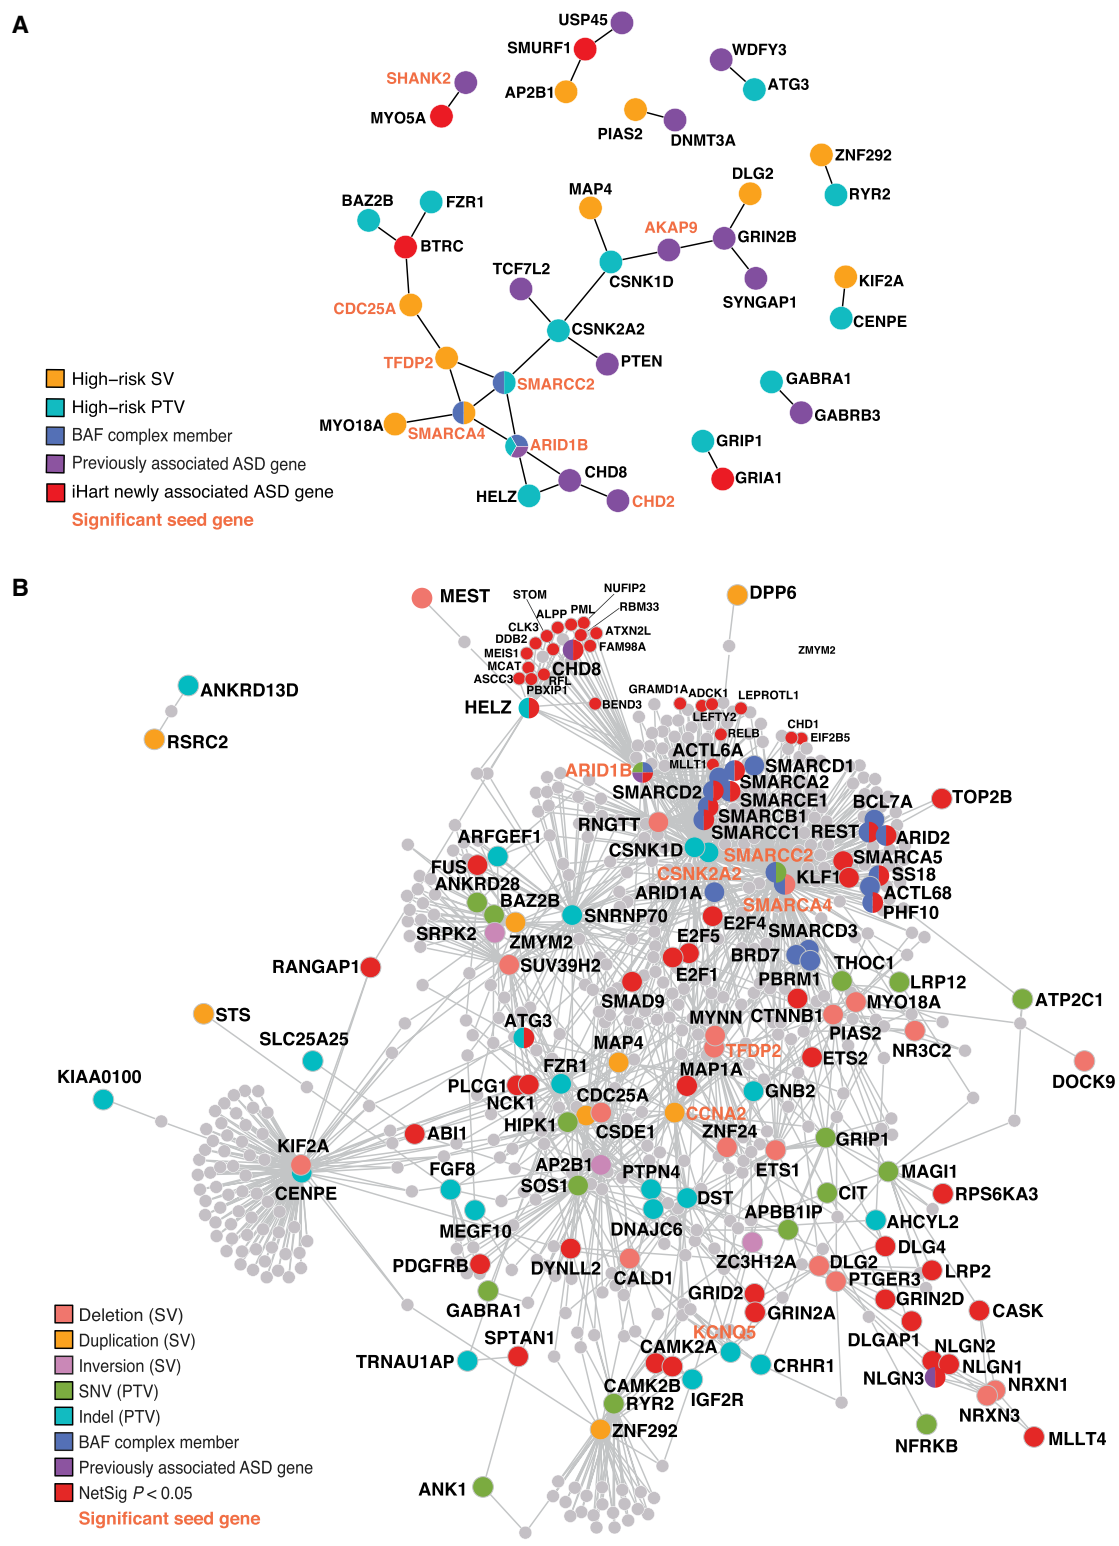 A
USP45
SMURF1
WDFY3
SHANK2
AP2B1
ATG3
MYO5A
PIAS2
DNMT3A
ZNF292
DLG2
MAP4
RYR2
BAZ2B
FZR1
AKAP9
GRIN2B
BTRC
TCF7L2
CSNK1D
SYNGAP1
KIF2A
CDC25A
CENPE
CSNK2A2
TFDP2
PTEN
High-risk SV
SMARCC2
GABRA1
High-risk PTV
GABRB3
MYO18A
SMARCA4
BAF complex member
ARID1B
GRIP1
Previously associated ASD gene
CHD8
GRIA1
iHart newly associated ASD gene
HELZ
CHD2
Significant seed gene
B
MEST
STOM
NUFIP2
DPP6
RBM33
ALPP
PML
CLK3
ATXN2L
DDB2
FAM98A
MEIS1
ZMYM2
MCAT
CHD8
ASCC3
RFL
PBXIP1
ANKRD13D
GRAMD1A
ADCK1
LEPROTL1
HELZ
BEND3
LEFTY2
CHD1
RSRC2
RELB
EIF2B5
ACTL6A
MLLT1
SMARCD1
ARID1B
SMARCA2
SMARCD2
SMARCE1
BCL7A
TOP2B
SMARCB1
RNGTT
SMARCC1
REST
ARID2
ARFGEF1
CSNK1D
SMARCC2
SMARCA5
FUS
CSNK2A2
KLF1
SS18
ANKRD28
ARID1A
ACTL68
BAZ2B
SMARCA4
PHF10
SNRNP70
E2F4
SRPK2
ZMYM2
E2F5
SMARCD3
BRD7
THOC1
RANGAP1
SUV39H2
E2F1
PBRM1
LRP12
SMAD9
ATP2C1
STS
CTNNB1
MYO18A
ATG3
MYNN
PIAS2
SLC25A25
MAP4
TFDP2
NR3C2
FZR1
ETS2
KIAA0100
MAP1A
DOCK9
PLCG1
CDC25A
GNB2
NCK1
CCNA2
HIPK1
CSDE1
ZNF24
ABI1
GRIP1
KIF2A
AP2B1
ETS1
FGF8
PTPN4
MAGI1
CENPE
SOS1
CIT
RPS6KA3
DST
APBB1IP
MEGF10
DNAJC6
AHCYL2
DLG4
PDGFRB
DYNLL2
ZC3H12A
DLG2
LRP2
CALD1
PTGER3
GRID2
GRIN2D
GABRA1
GRIN2A
CASK
Deletion (SV)
KCNQ5
DLGAP1
Duplication (SV)
SPTAN1
CAMK2A
NLGN2
TRNAU1AP
CRHR1
NLGN1
Inversion (SV)
NLGN3
CAMK2B
NRXN1
SNV (PTV)
RYR2
IGF2R
NRXN3
Indel (PTV)
ZNF292
MLLT4
BAF complex member
NFRKB
Previously associated ASD gene
ANK1
NetSig P < 0.05
Significant seed gene